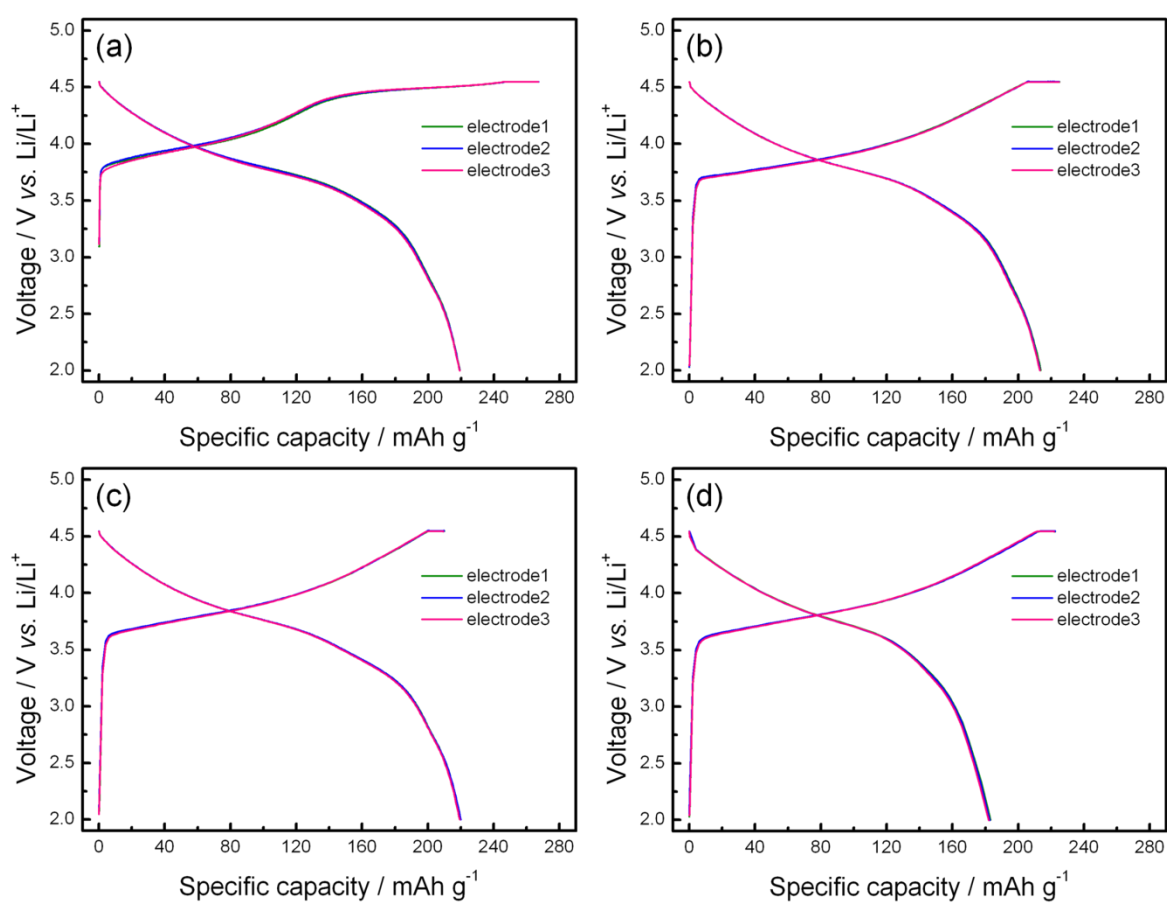 (a)
Voltage / V vs. Li/Li⁺
5.0
4.5
4.0
3.5
3.0
2.5
2.0
electrode1
electrode2
electrode3
0 40 80 120 160 200 240 280
Specific capacity / mAh g⁻¹
(b)
Voltage / V vs. Li/Li⁺
5.0
4.5
4.0
3.5
3.0
2.5
2.0
electrode1
electrode2
electrode3
0 40 80 120 160 200 240 280
Specific capacity / mAh g⁻¹
(c)
Voltage / V vs. Li/Li⁺
5.0
4.5
4.0
3.5
3.0
2.5
2.0
electrode1
electrode2
electrode3
0 40 80 120 160 200 240 280
Specific capacity / mAh g⁻¹
(d)
Voltage / V vs. Li/Li⁺
5.0
4.5
4.0
3.5
3.0
2.5
2.0
electrode1
electrode2
electrode3
0 40 80 120 160 200 240 280
Specific capacity / mAh g⁻¹